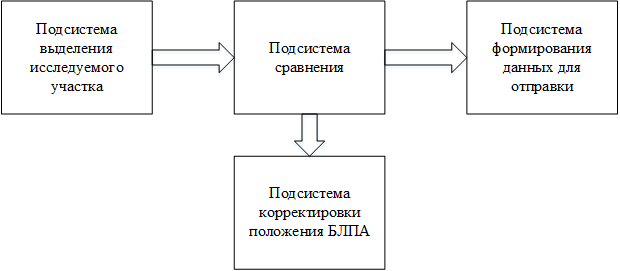 Подсистема
выделения
исследуемого
участка
Подсистема
сравнения
Подсистема
формирования
данных для
отправки
Подсистема
корректировки
положения БЛПА